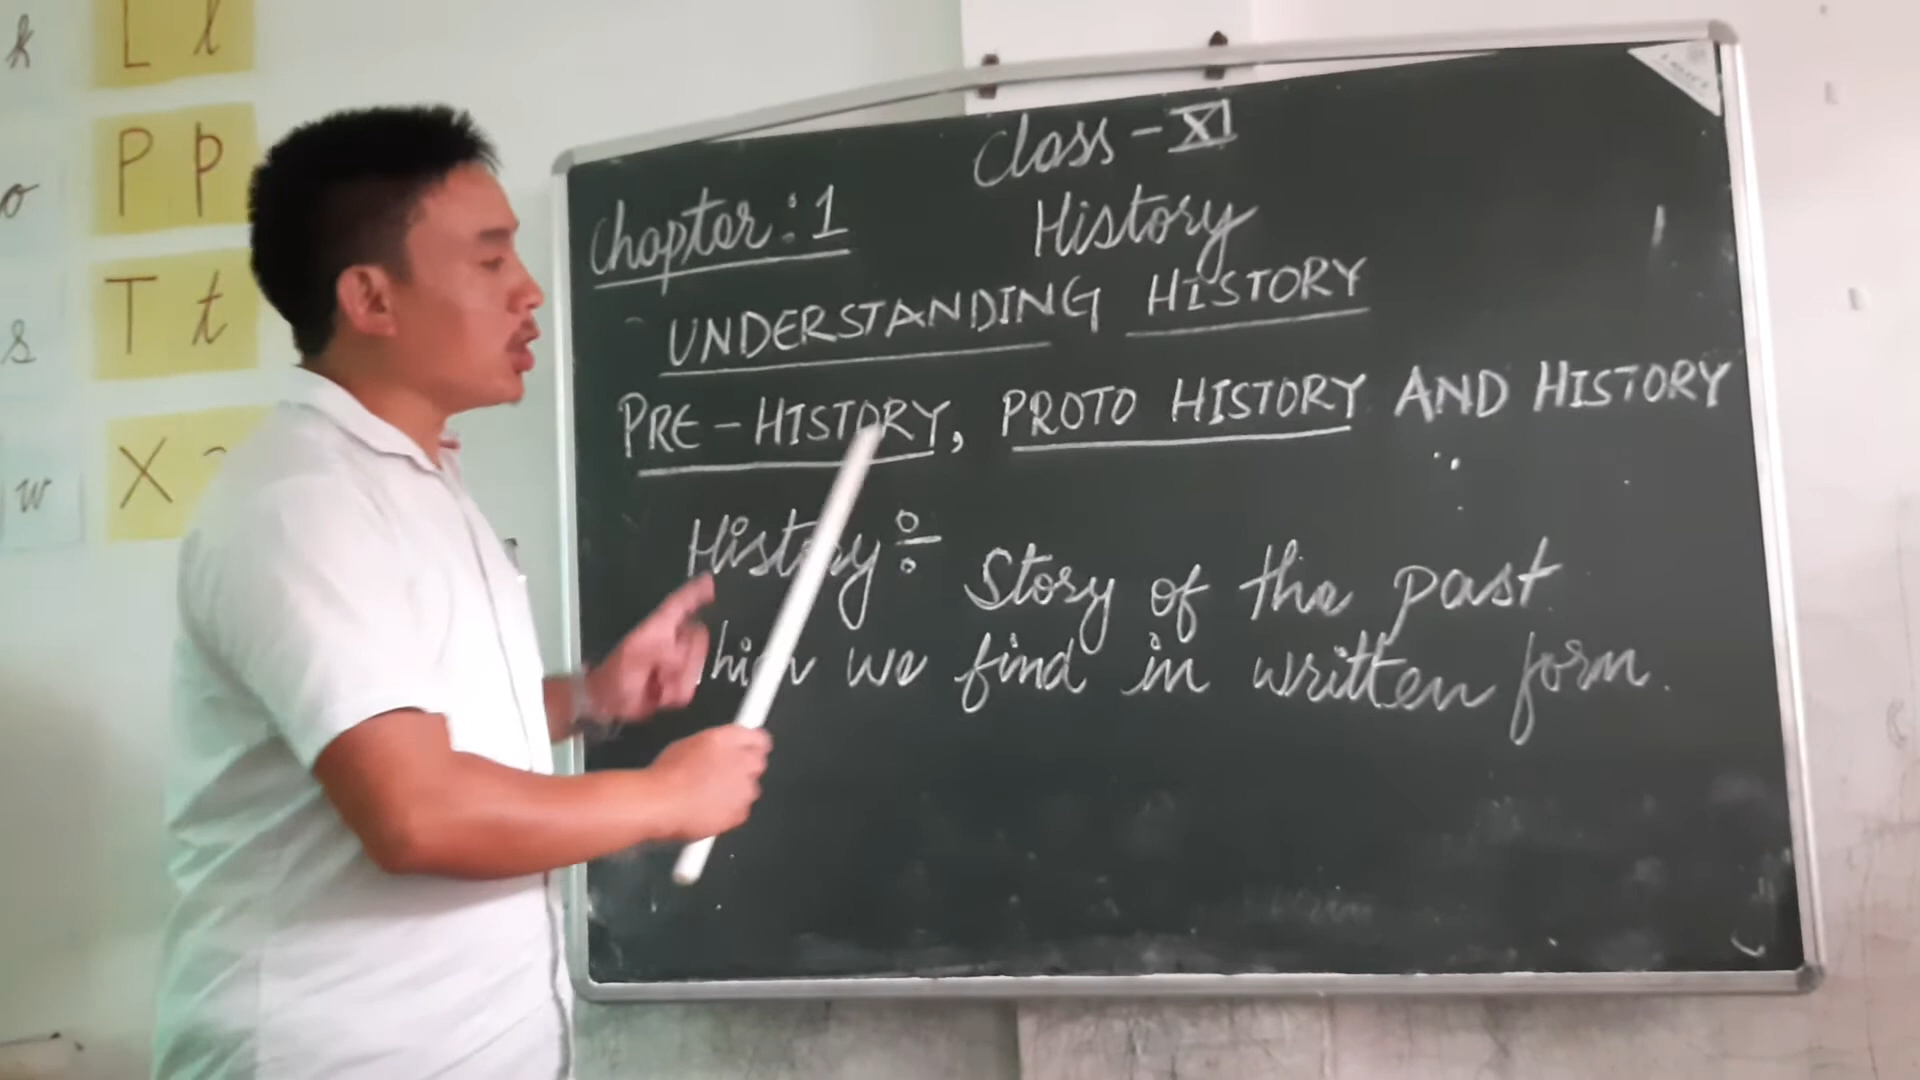 k
L l
P p
o
T t
s
X
w
Class - XI
Chapter : 1
History
UNDERSTANDING HISTORY
PRE - HISTORY, PROTO HISTORY AND HISTORY
History ÷ Story of the past
which we find in written form.